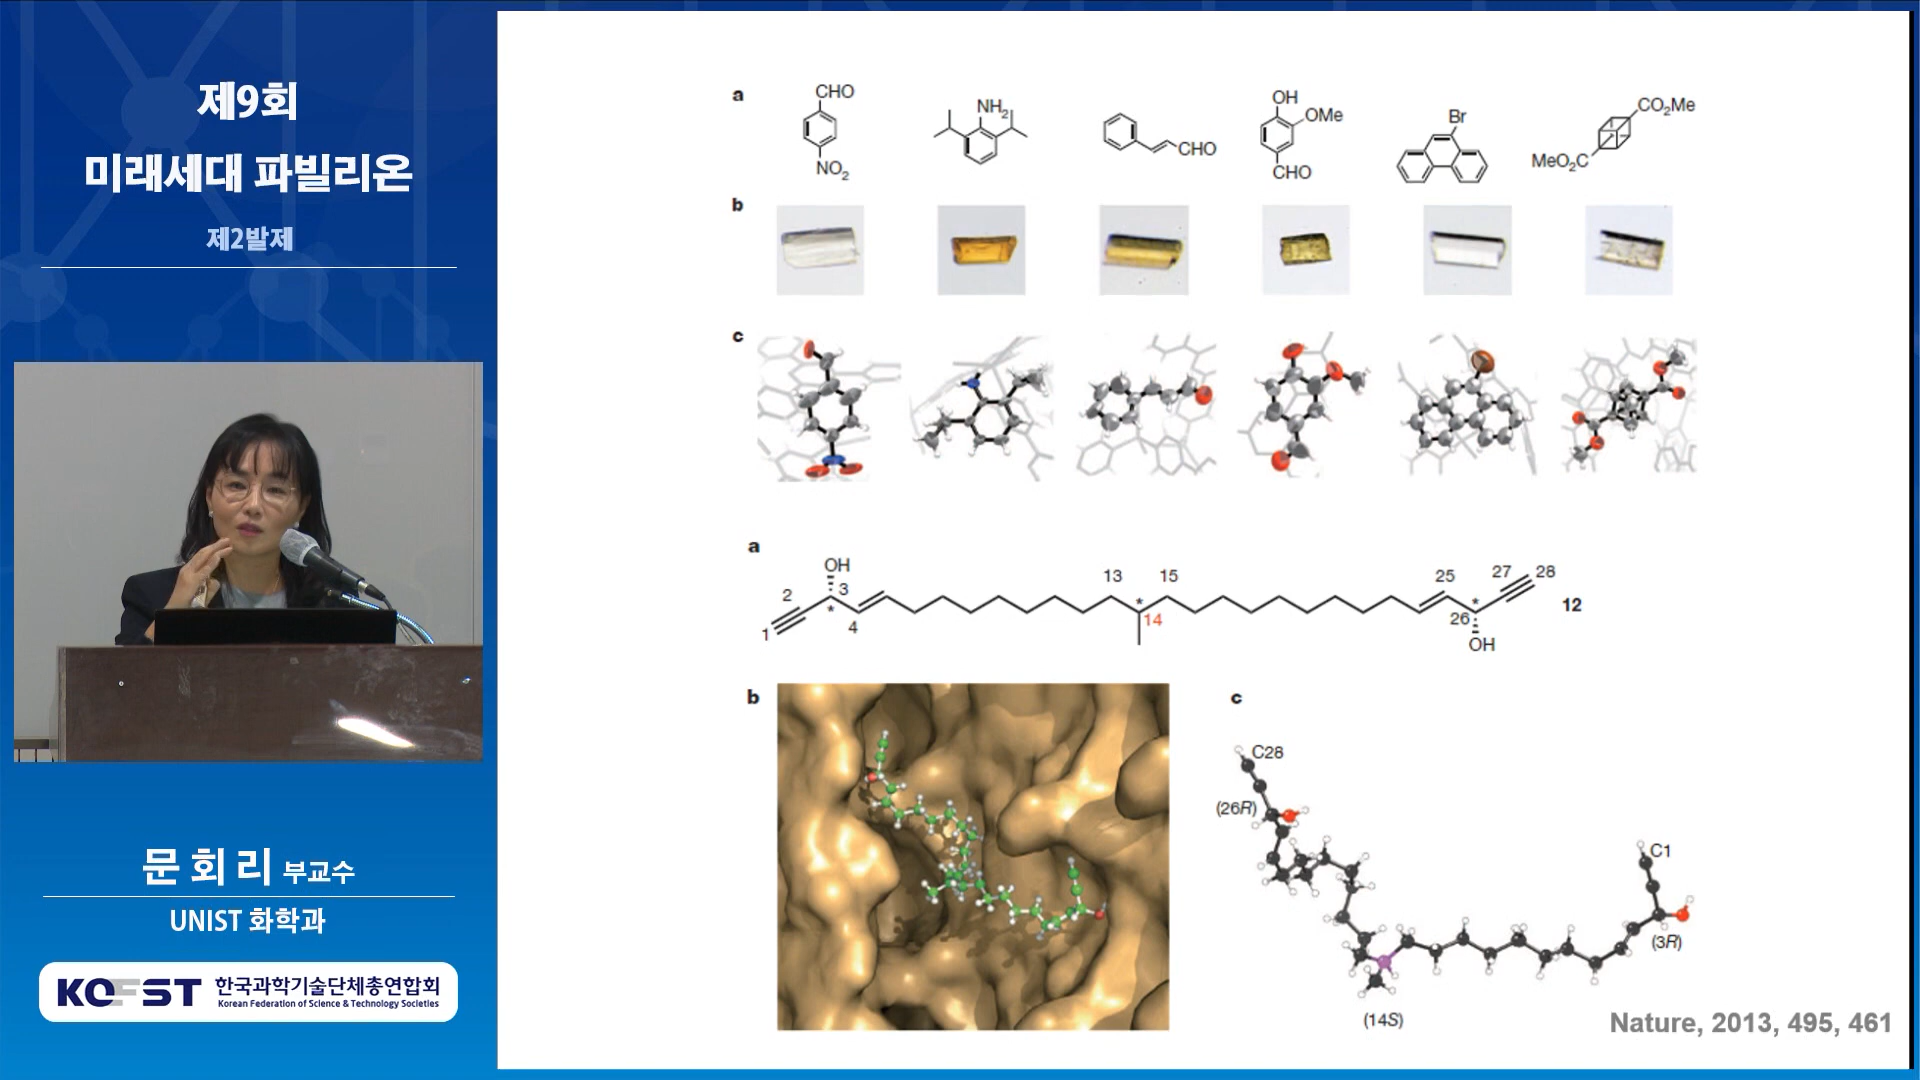 제9회
미래세대 파빌리온
제2발제
문 회 리 부교수
UNIST 화학과
KOFST 한국과학기술단체총연합회
Korean Federation of Science & Technology Societies
a
CHO
NO2
NH2
CHO
OH
OMe
CHO
Br
CO2Me
MeO2C
b
c
a
OH
1
2
3
*
4
13
*
14
15
25
26
*
27
28
OH
12
b
c
C28
(26R)
C1
(3R)
(14S)
Nature, 2013, 495, 461